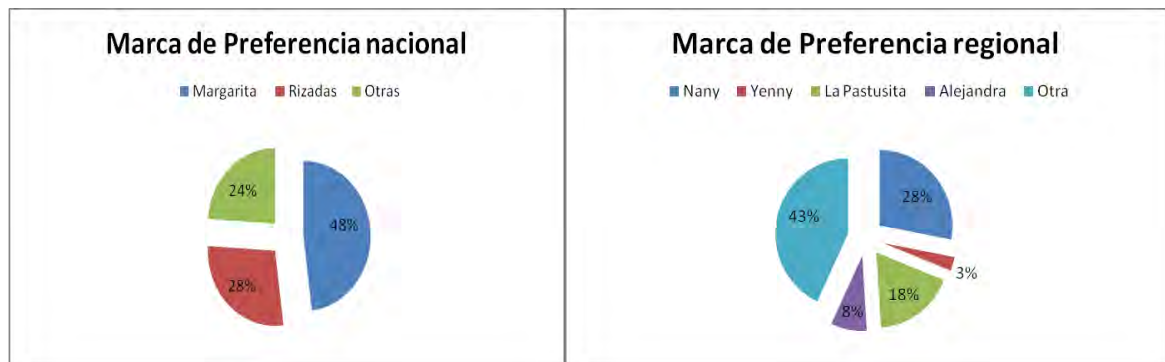 Marca de Preferencia nacional
Margarita Rizadas Otras
24%
48%
28%
Marca de Preferencia regional
Nany Yenny La Pastusita Alejandra Otra
43%
28%
3%
18%
8%